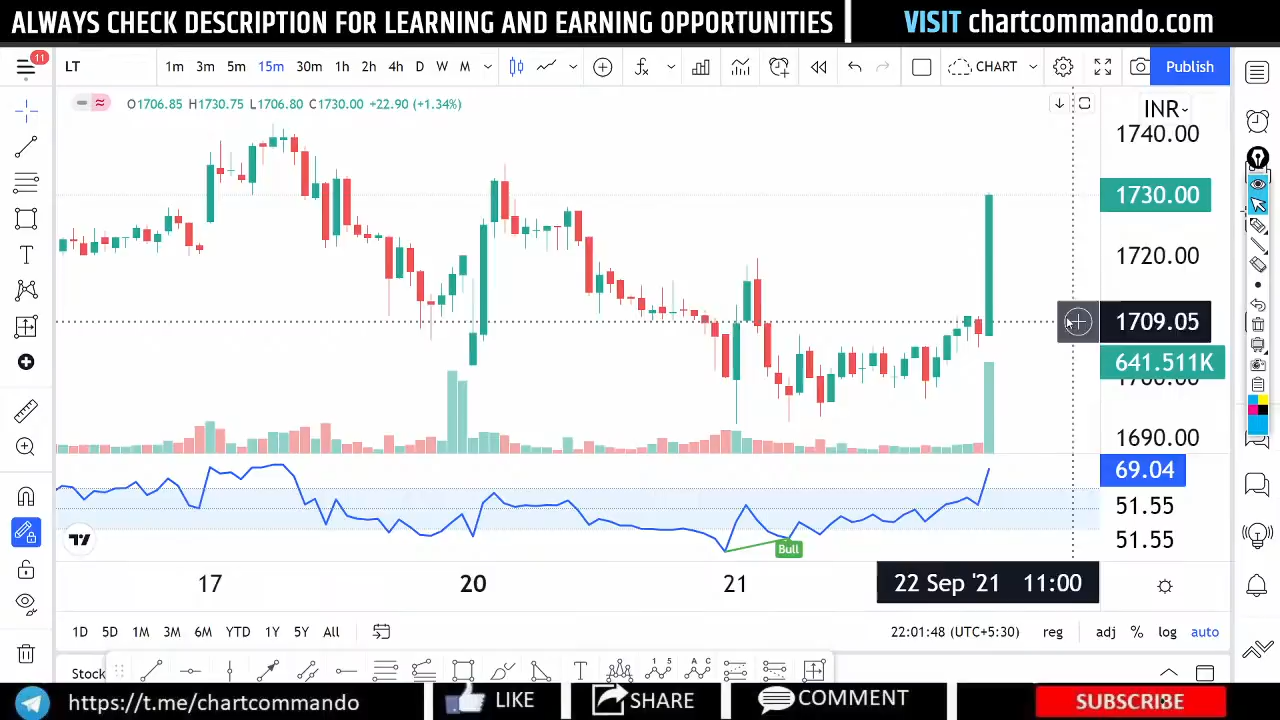 ALWAYS CHECK DESCRIPTION FOR LEARNING AND EARNING OPPORTUNITIES
VISIT chartcommando.com
11
LT
1m 3m 5m 15m 30m 1h 2h 4h D W M
CHART
Publish
O1706.85 H1730.75 L1706.80 C1730.00 +22.90 (+1.34%)
INR
1740.00
1730.00
1720.00
1709.05
641.511K
1700.00
1690.00
69.04
51.55
51.55
Bull
17 20 21 22 Sep '21 11:00
1D 5D 1M 3M 6M YTD 1Y 5Y All
22:01:48 (UTC+5:30) reg adj % log auto
Stock
https://t.me/chartcommando
LIKE
SHARE
COMMENT
SUBSCRIBE